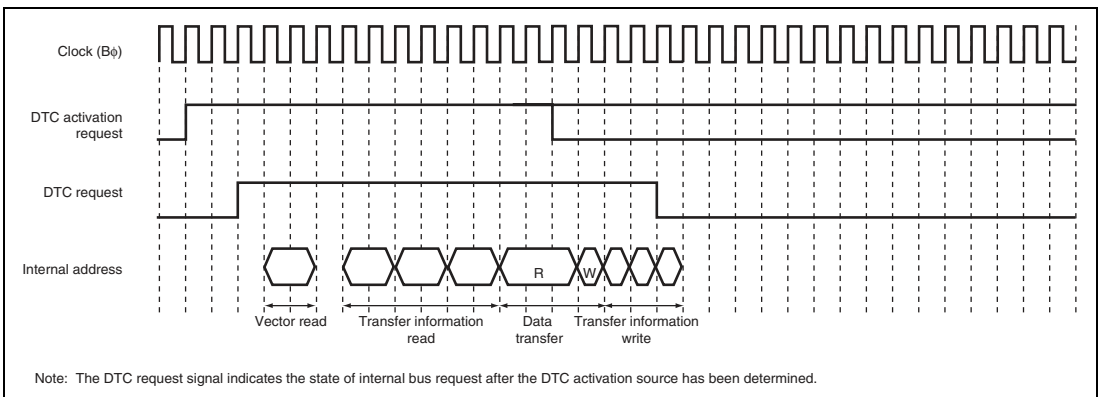 Clock (Bφ)
DTC activation
request
DTC request
Internal address
R
W
Vector read
Transfer information
read
Data
transfer
Transfer information
write
Note: The DTC request signal indicates the state of internal bus request after the DTC activation source has been determined.